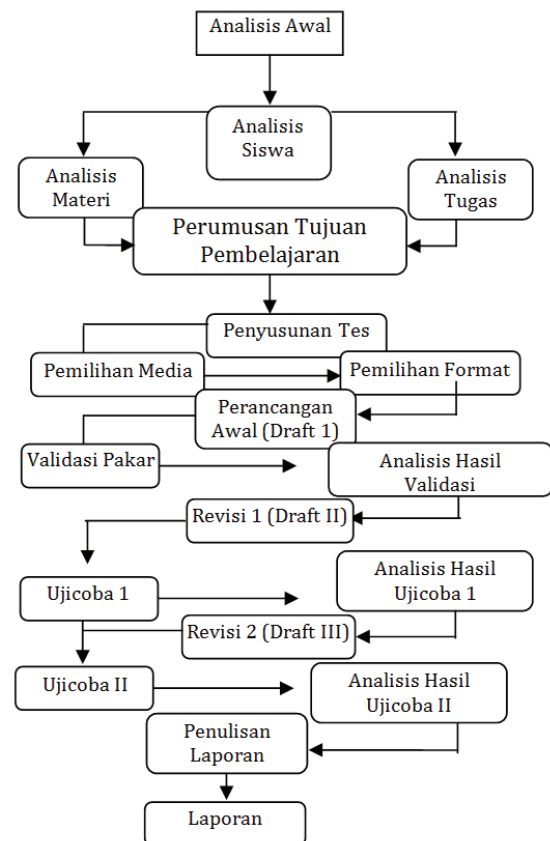 Analisis Awal
Analisis
Siswa
Analisis
Materi
Analisis
Tugas
Perumusan Tujuan
Pembelajaran
Penyusunan Tes
Pemilihan Media
Pemilihan Format
Perancangan
Awal (Draft 1)
Validasi Pakar
Analisis Hasil
Validasi
Revisi 1 (Draft II)
Ujicoba 1
Analisis Hasil
Ujicoba 1
Revisi 2 (Draft III)
Ujicoba II
Analisis Hasil
Ujicoba II
Penulisan
Laporan
Laporan